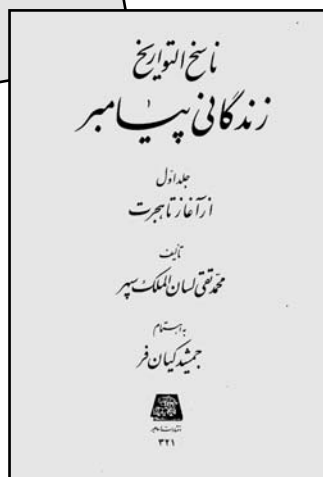 ناسخ التواریخ
زندگانی پیامبر
جلد اول
از آغاز تا هجرت
تألیف
محمدتقی لسان الملک سپهر
به اهتمام
جمشید کیان فر
۳۲۱